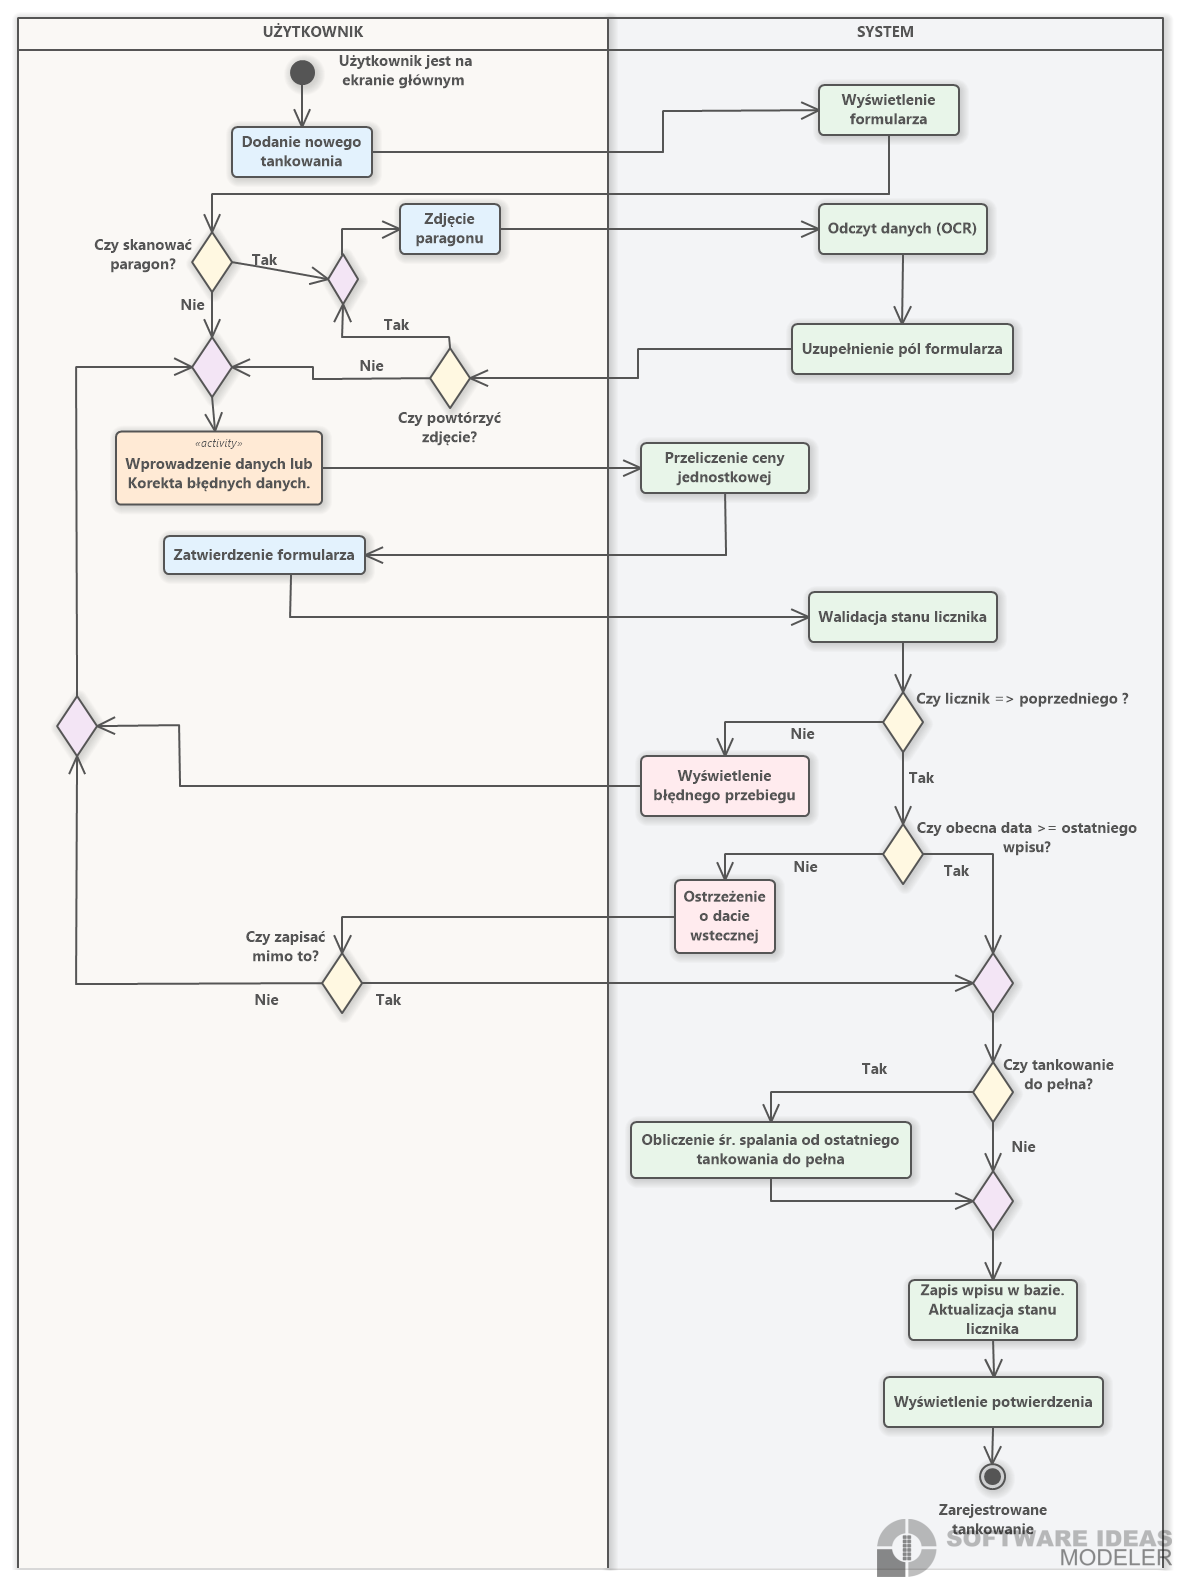 UŻYTKOWNIK
SYSTEM
Użytkownik jest na
ekranie głównym
Wyświetlenie
formularza
Dodanie nowego
tankowania
Zdjęcie
paragonu
Odczyt danych (OCR)
Czy skanować
paragon?
Tak
Nie
Tak
Uzupełnienie pól formularza
Nie
Czy powtórzyć
zdjęcie?
«activity»
Wprowadzenie danych lub
Korekta błędnych danych.
Przeliczenie ceny
jednostkowej
Zatwierdzenie formularza
Walidacja stanu licznika
Czy licznik => poprzedniego ?
Nie
Wyświetlenie
błędnego przebiegu
Tak
Czy obecna data >= ostatniego
wpisu?
Nie
Tak
Ostrzeżenie
o dacie
wstecznej
Czy zapisać
mimo to?
Nie
Tak
Czy tankowanie
do pełna?
Tak
Obliczenie śr. spalania od ostatniego
tankowania do pełna
Nie
Zapis wpisu w bazie.
Aktualizacja stanu
licznika
Wyświetlenie potwierdzenia
Zarejestrowane
tankowanie
SOFTWARE IDEAS
MODELER